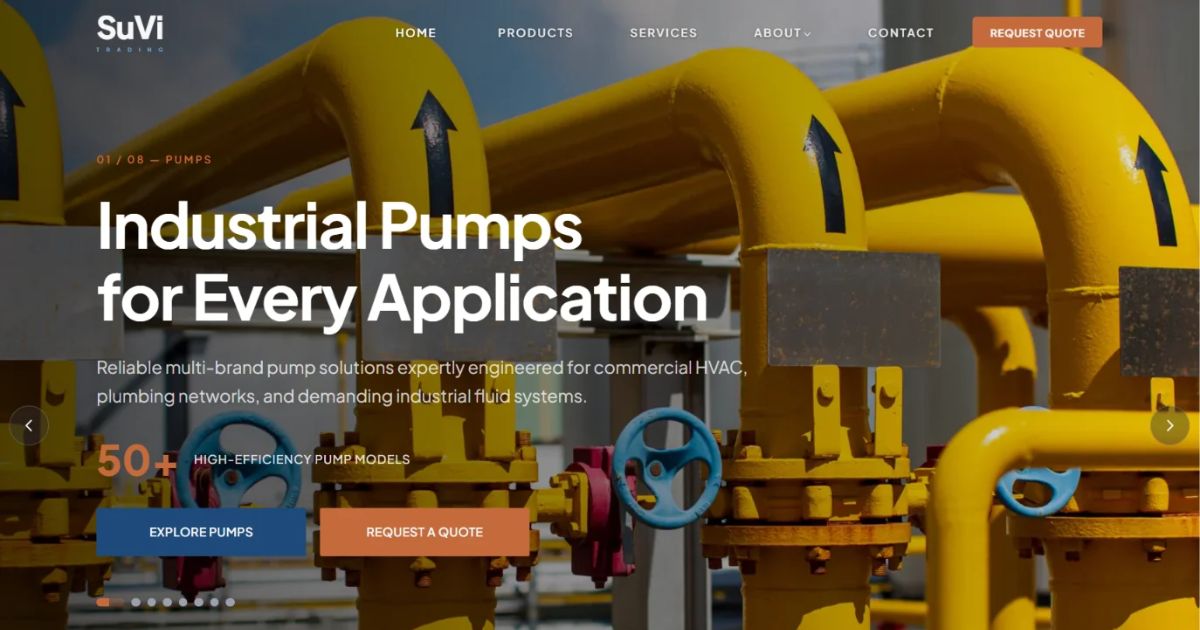 SuVi
TRADING
HOME
PRODUCTS
SERVICES
ABOUT
CONTACT
REQUEST QUOTE
01 / 08 — PUMPS
Industrial Pumps
for Every Application
Reliable multi-brand pump solutions expertly engineered for commercial HVAC,
plumbing networks, and demanding industrial fluid systems.
50+ HIGH-EFFICIENCY PUMP MODELS
EXPLORE PUMPS
REQUEST A QUOTE